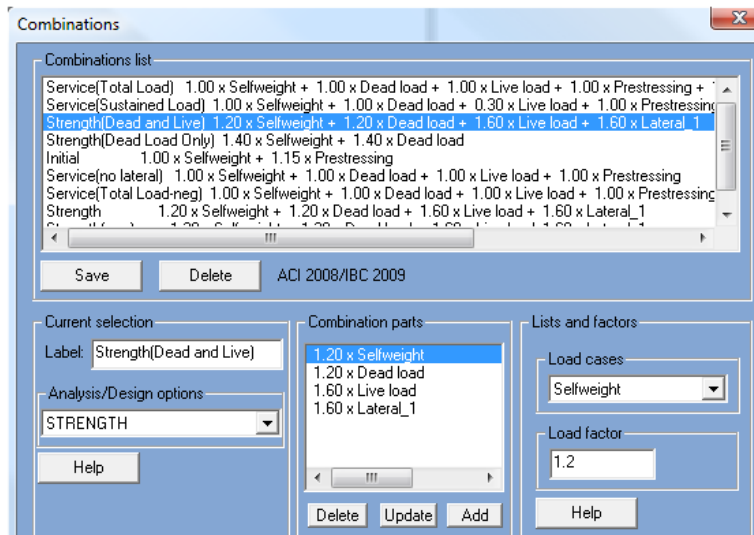 Combinations
Combinations list
Service(Total Load) 1.00 x Selfweight + 1.00 x Dead load + 1.00 x Live load + 1.00 x Prestressing +
Service(Sustained Load) 1.00 x Selfweight + 1.00 x Dead load + 0.30 x Live load + 1.00 x Prestressing
Strength(Dead and Live) 1.20 x Selfweight + 1.20 x Dead load + 1.60 x Live load + 1.60 x Lateral_1
Strength(Dead Load Only) 1.40 x Selfweight + 1.40 x Dead load
Initial 1.00 x Selfweight + 1.15 x Prestressing
Service(no lateral) 1.00 x Selfweight + 1.00 x Dead load + 1.00 x Live load + 1.00 x Prestressing
Service(Total Load-neg) 1.00 x Selfweight + 1.00 x Dead load + 1.00 x Live load + 1.00 x Prestressing
Strength 1.20 x Selfweight + 1.20 x Dead load + 1.60 x Live load + 1.60 x Lateral_1
Save Delete ACI 2008/IBC 2009
Current selection
Label: Strength(Dead and Live)
Analysis/Design options
STRENGTH
Help
Combination parts
1.20 x Selfweight
1.20 x Dead load
1.60 x Live load
1.60 x Lateral_1
Delete Update Add
Lists and factors
Load cases
Selfweight
Load factor
1.2
Help